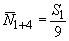 N̅₁₊₄ = S₁/9